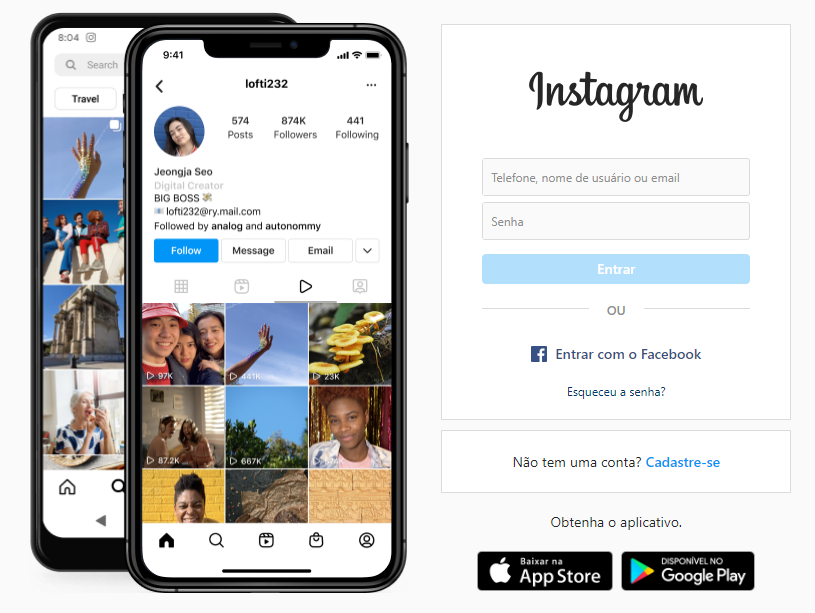 8:04
Search
Travel
9:41
lofti232
574 874K 441
Posts Followers Following
Jeongja Seo
Digital Creator
BIG BOSS
lofti232@ry.mail.com
Followed by analog and autonommy
Follow Message Email
97K 441K 23K
87.2K 667K
Instagram
Telefone, nome de usuário ou email
Senha
Entrar
OU
Entrar com o Facebook
Esqueceu a senha?
Não tem uma conta? Cadastre-se
Obtenha o aplicativo.
Baixar na
App Store
DISPONÍVEL NO
Google Play